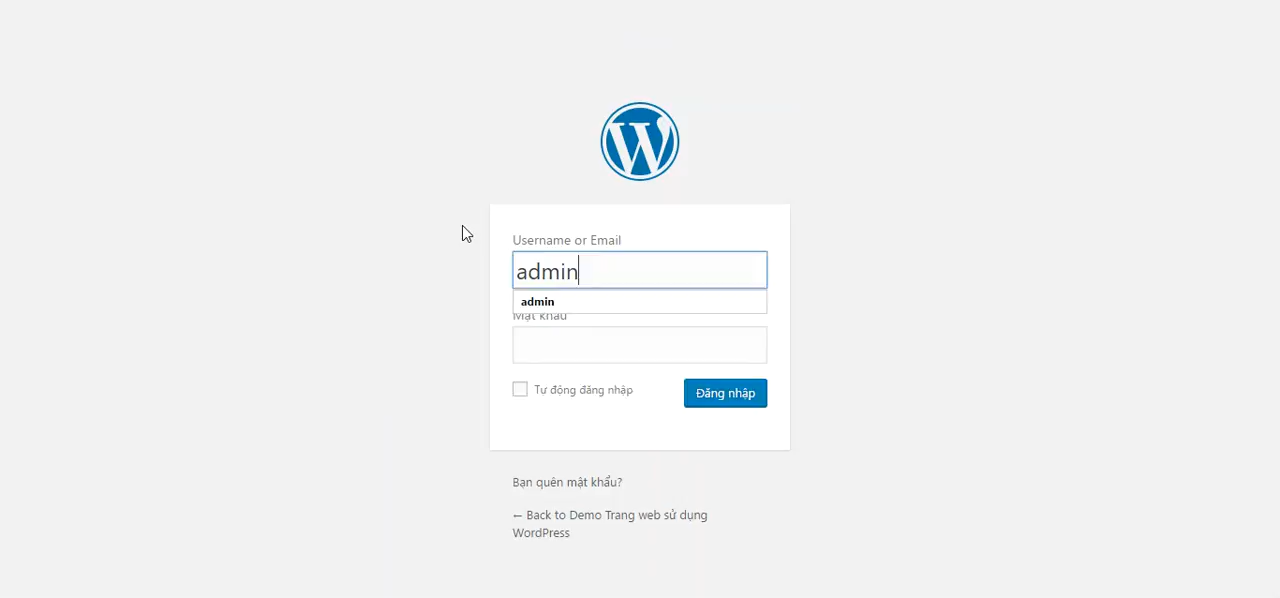 Username or Email
admin
admin
Mật khẩu
Tự động đăng nhập
Đăng nhập
Bạn quên mật khẩu?
← Back to Demo Trang web sử dụng
WordPress